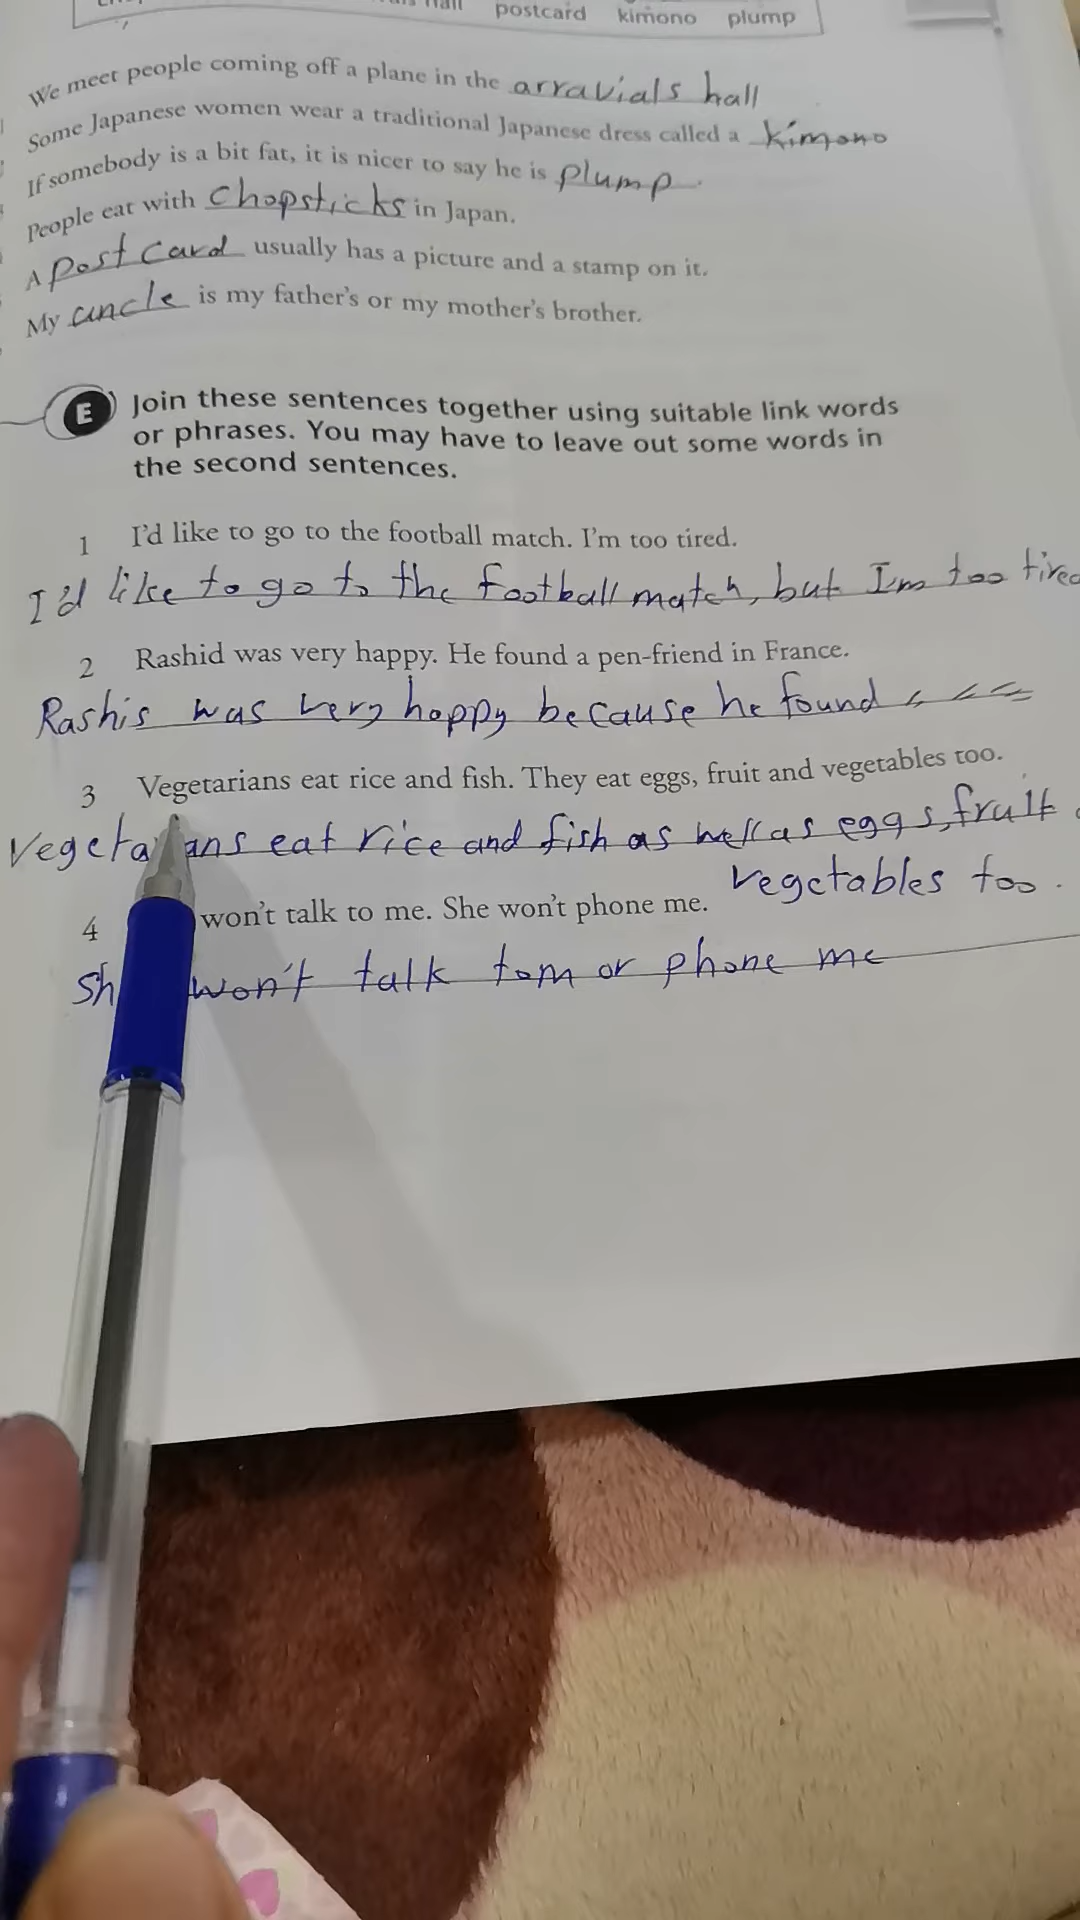 hall postcard kimono plump
We meet people coming off a plane in the arravials hall
Some Japanese women wear a traditional Japanese dress called a kimono
If somebody is a bit fat, it is nicer to say he is plump.
People eat with chopsticks in Japan.
A postcard usually has a picture and a stamp on it.
My uncle is my father's or my mother's brother.
E Join these sentences together using suitable link words
or phrases. You may have to leave out some words in
the second sentences.
1 I'd like to go to the football match. I'm too tired.
I'd like to go to the football match, but I'm too tired
2 Rashid was very happy. He found a pen-friend in France.
Rashis was very happy because he found
3 Vegetarians eat rice and fish. They eat eggs, fruit and vegetables too.
eat rice and fish as well as eggs, fruit
vegetables too.
4 won't talk to me. She won't phone me.
won't talk tom or phone me